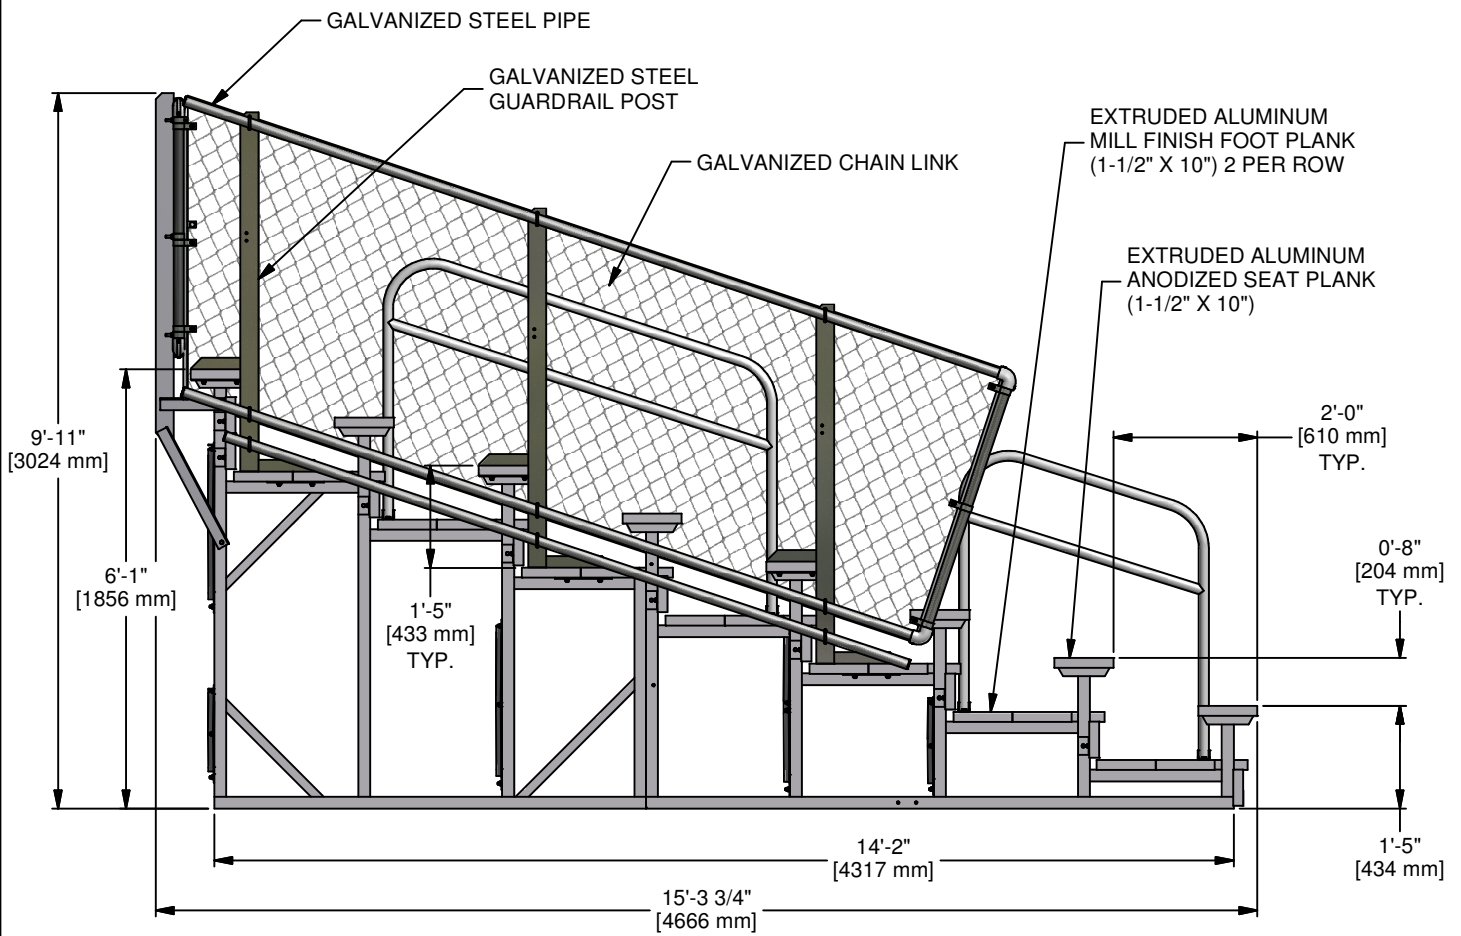 GALVANIZED STEEL PIPE
GALVANIZED STEEL
GUARDRAIL POST
GALVANIZED CHAIN LINK
EXTRUDED ALUMINUM
MILL FINISH FOOT PLANK
(1-1/2" X 10") 2 PER ROW
EXTRUDED ALUMINUM
ANODIZED SEAT PLANK
(1-1/2" X 10")
2'-0"
[610 mm]
TYP.
9'-11"
[3024 mm]
6'-1"
[1856 mm]
1'-5"
[433 mm]
TYP.
0'-8"
[204 mm]
TYP.
1'-5"
[434 mm]
14'-2"
[4317 mm]
15'-3 3/4"
[4666 mm]